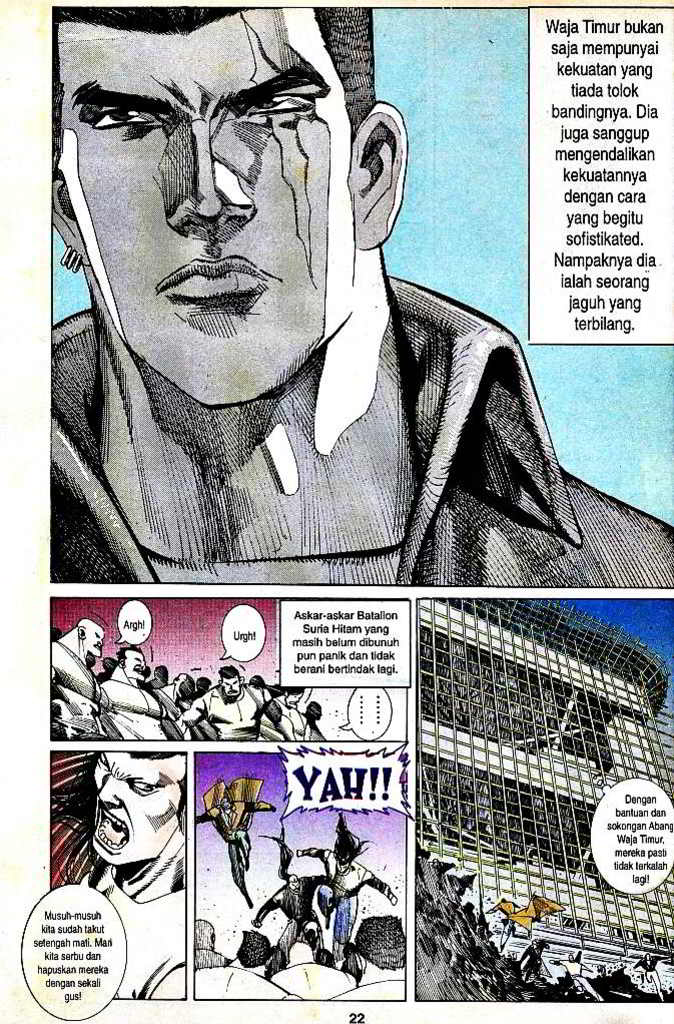 Waja Timur bukan
saja mempunyai
kekuatan yang
tiada tolok
bandingnya. Dia
juga sanggup
mengendalikan
kekuatannya
dengan cara
yang begitu
sofistikated.
Nampaknya dia
ialah seorang
jaguh yang
terbilang.
Argh!
Urgh!
Askar-askar Batalion
Suria Hitam yang
masih belum dibunuh
pun panik dan tidak
berani bertindak lagi.
Musuh-musuh
kita sudah takut
setengah mati. Mari
kita serbu dan
hapuskan mereka
dengan sekali
gus!
YAH!!
Dengan
bantuan dan
sokongan Abang
Waja Timur,
mereka pasti
tidak terkalah
lagi!
22